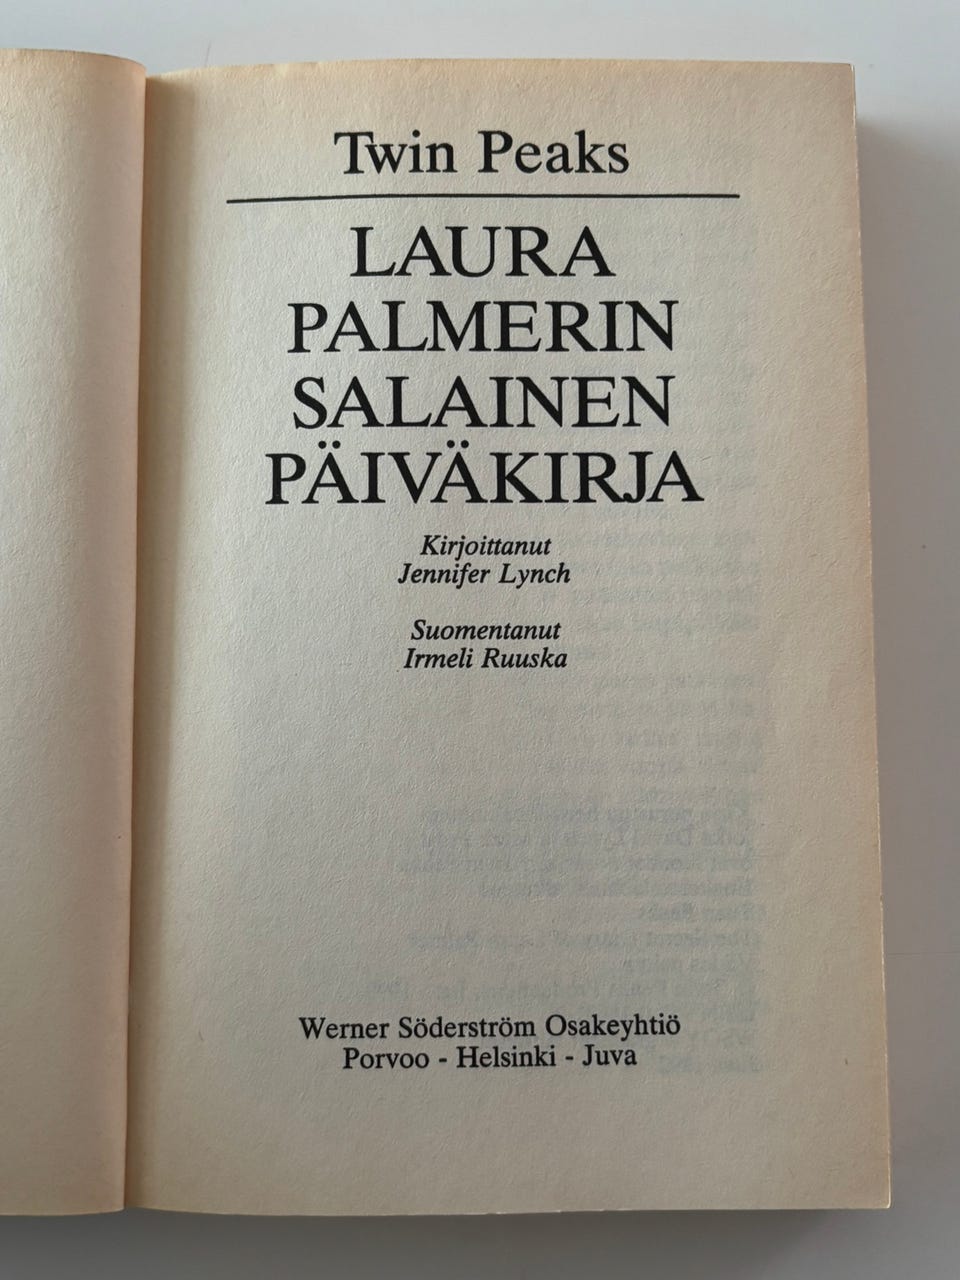 Twin Peaks
LAURA
PALMERIN
SALAINEN
PÄIVÄKIRJA
Kirjoittanut
Jennifer Lynch
Suomentanut
Irmeli Ruuska
Werner Söderström Osakeyhtiö
Porvoo - Helsinki - Juva